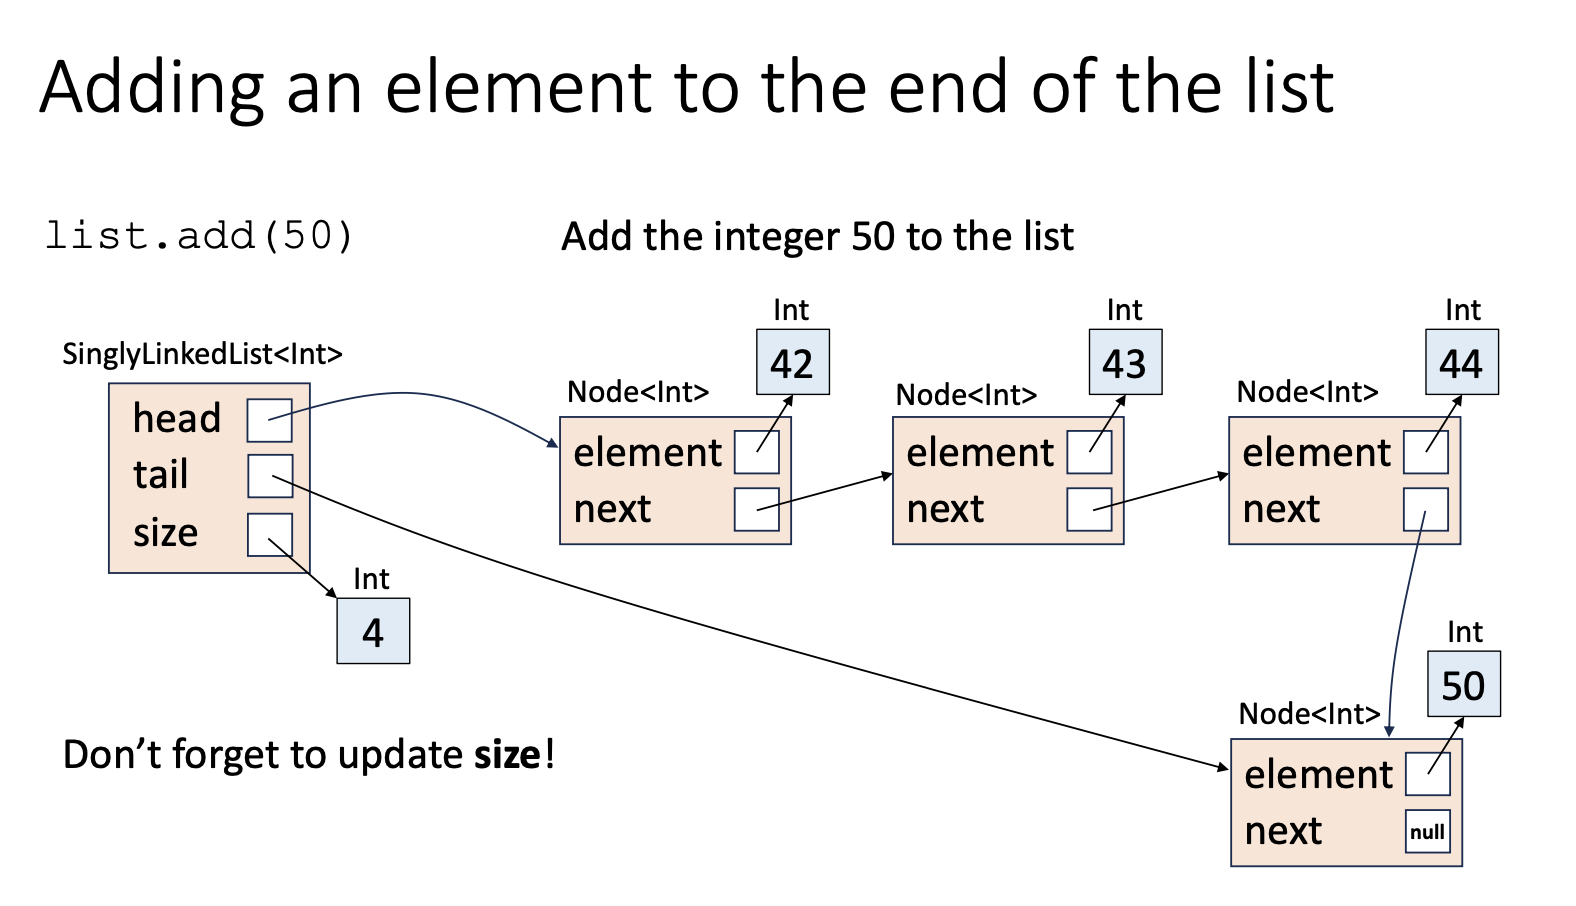 Adding an element to the end of the list
list.add(50)
Add the integer 50 to the list
SinglyLinkedList<Int>
head
tail
size
Int
4
Node<Int>
Int
42
element
next
Node<Int>
Int
43
element
next
Node<Int>
Int
44
element
next
Node<Int>
Int
50
element
next null
Don’t forget to update size!